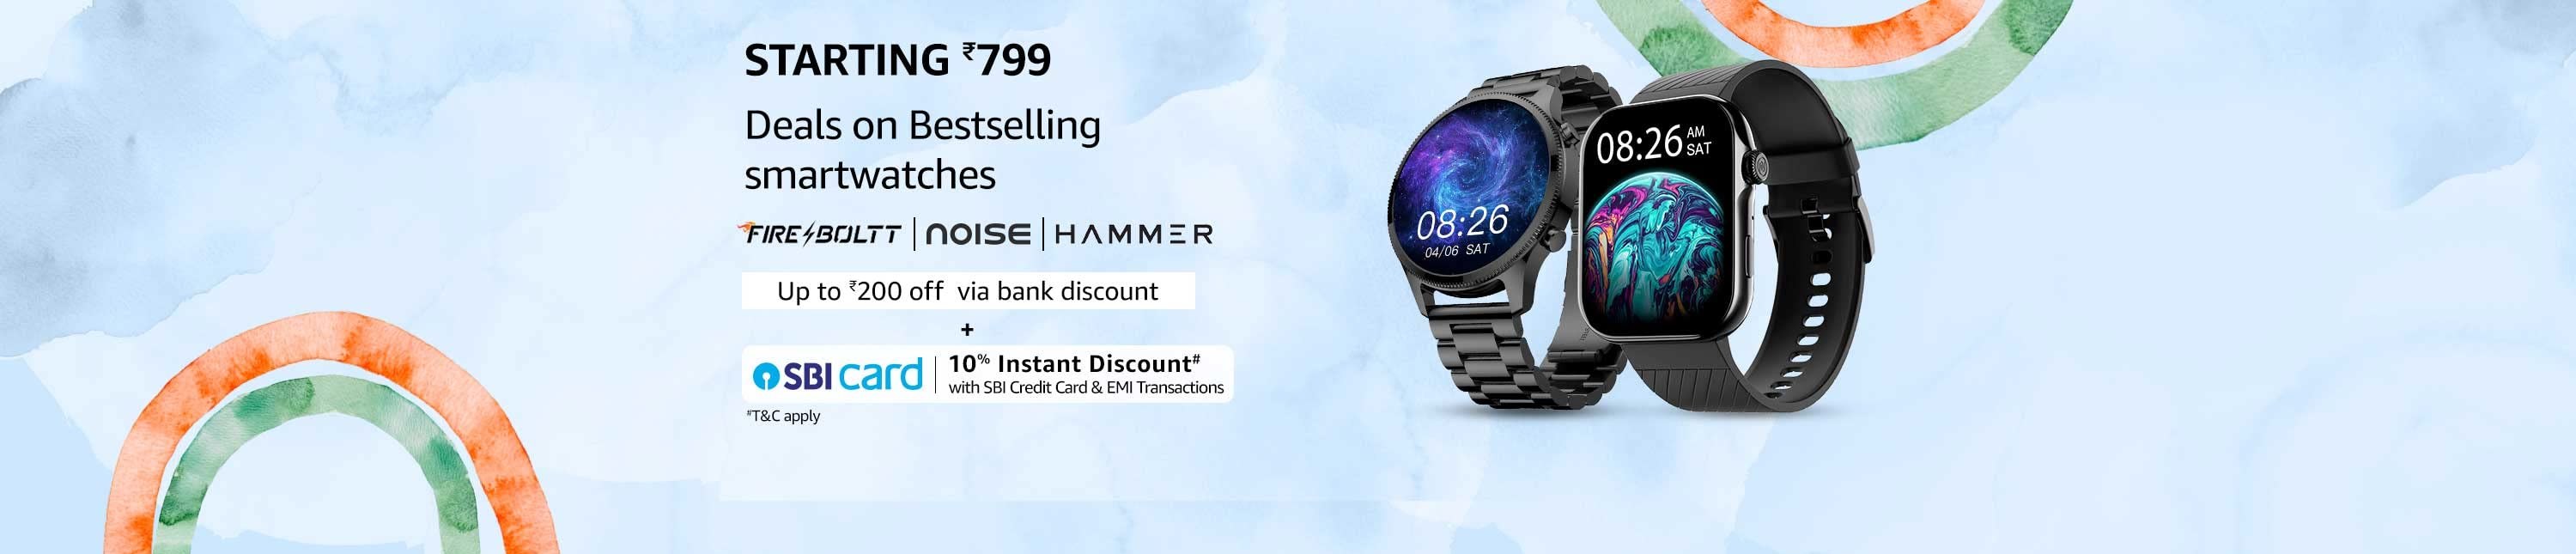 STARTING ₹799
Deals on Bestselling
smartwatches
FIRE BOLTT | NOISE | HAMMER
Up to ₹200 off via bank discount
+
SBI card | 10% Instant Discount#
with SBI Credit Card & EMI Transactions
#T&C apply
08:26
04/06 SAT
08:26 AM
SAT